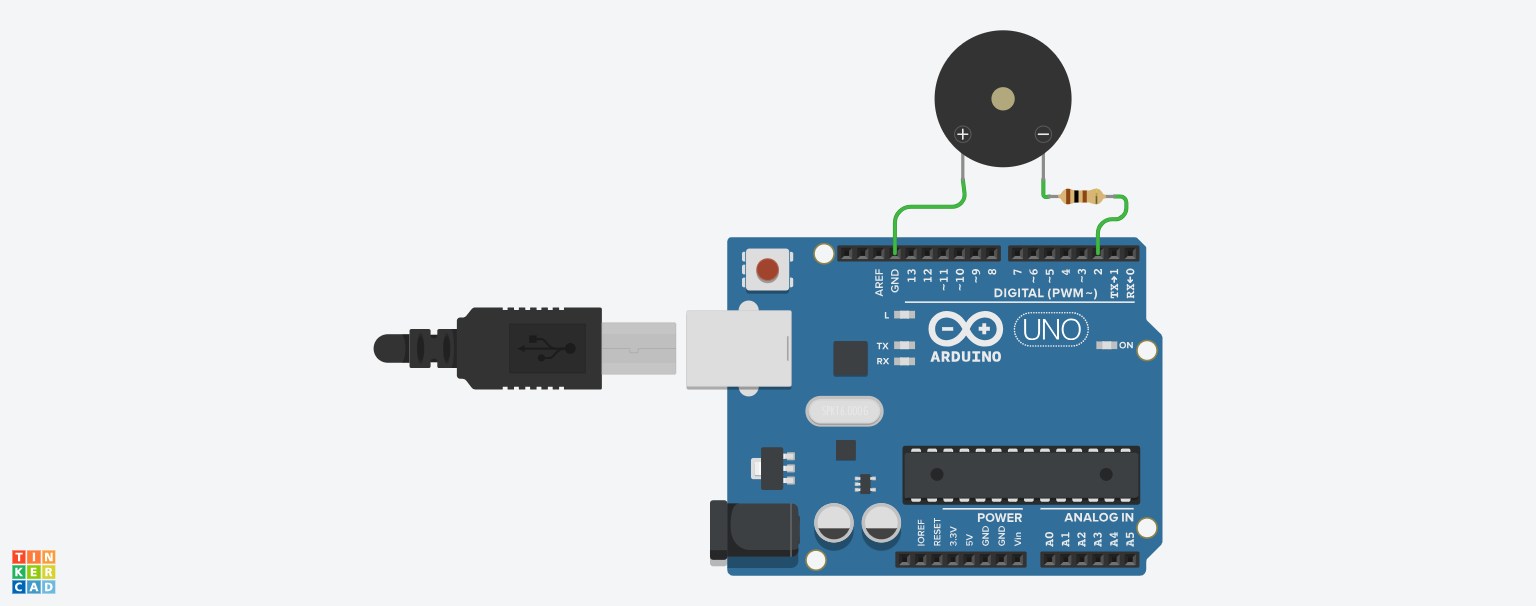 + −
AREF
GND
13
12
~11
~10
~9
8
7
~6
~5
4
~3
2
TX→1
RX←0
DIGITAL (PWM~)
L
TX
RX
ARDUINO
UNO
ON
POWER
ANALOG IN
IOREF
RESET
3.3V
5V
GND
GND
Vin
A0
A1
A2
A3
A4
A5
TIN
KER
CAD